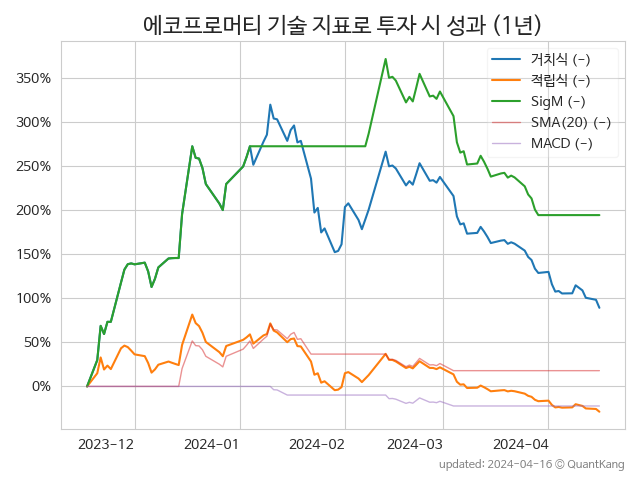 에코프로머티 기술 지표로 투자 시 성과 (1년)
거치식 (-)
적립식 (-)
SigM (-)
SMA(20) (-)
MACD (-)
350%
300%
250%
200%
150%
100%
50%
0%
2023-12
2024-01
2024-02
2024-03
2024-04
updated: 2024-04-16 © QuantKang